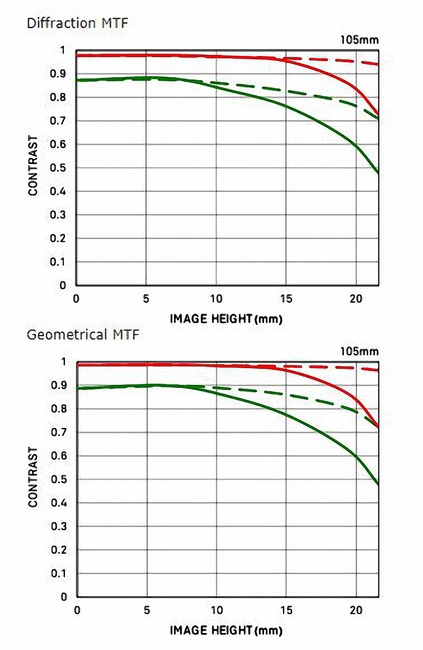 Diffraction MTF
105mm
1
0.9
0.8
0.7
0.6
0.5
0.4
0.3
0.2
0.1
0
CONTRAST
0 5 10 15 20
IMAGE HEIGHT(mm)
Geometrical MTF
105mm
1
0.9
0.8
0.7
0.6
0.5
0.4
0.3
0.2
0.1
0
CONTRAST
0 5 10 15 20
IMAGE HEIGHT(mm)